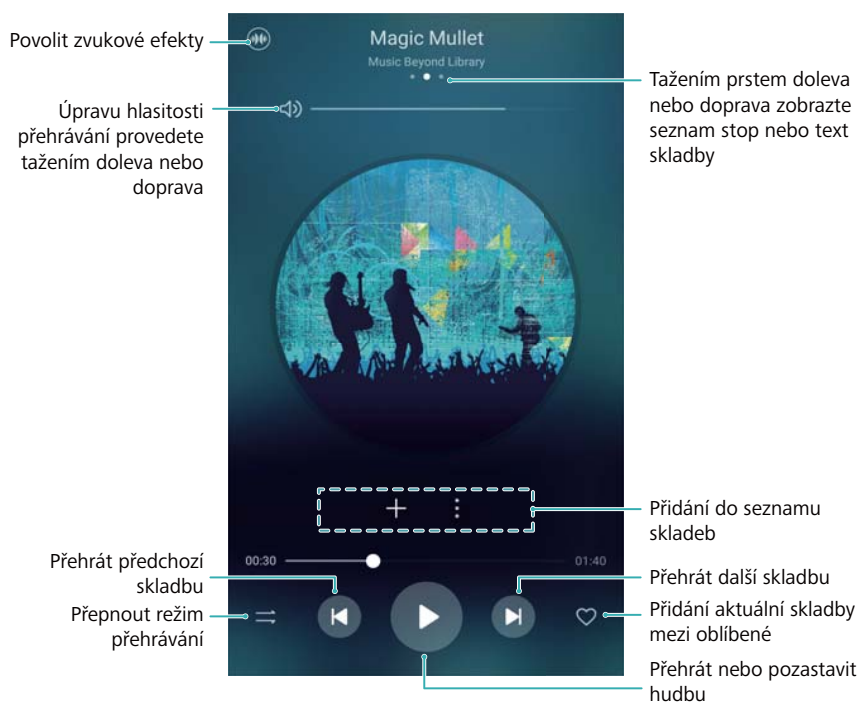 Povolit zvukové efekty
Magic Mullet
Music Beyond Library
Tažením prstem doleva
nebo doprava zobrazte
seznam stop nebo text
skladby
Úpravu hlasitosti
přehrávání provedete
tažením doleva nebo
doprava
Přidání do seznamu
skladeb
00:30
01:40
Přehrát předchozí
skladbu
Přehrát další skladbu
Přepnout režim
přehrávání
Přidání aktuální skladby
mezi oblíbené
Přehrát nebo pozastavit
hudbu